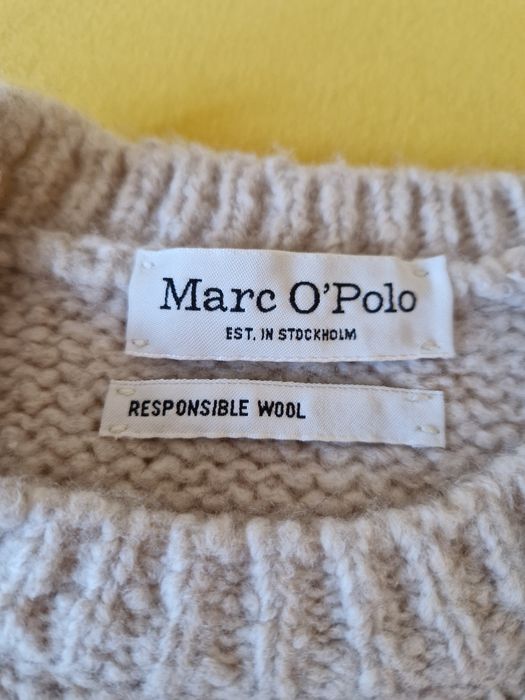 Marc O'Polo
EST. IN STOCKHOLM
RESPONSIBLE WOOL